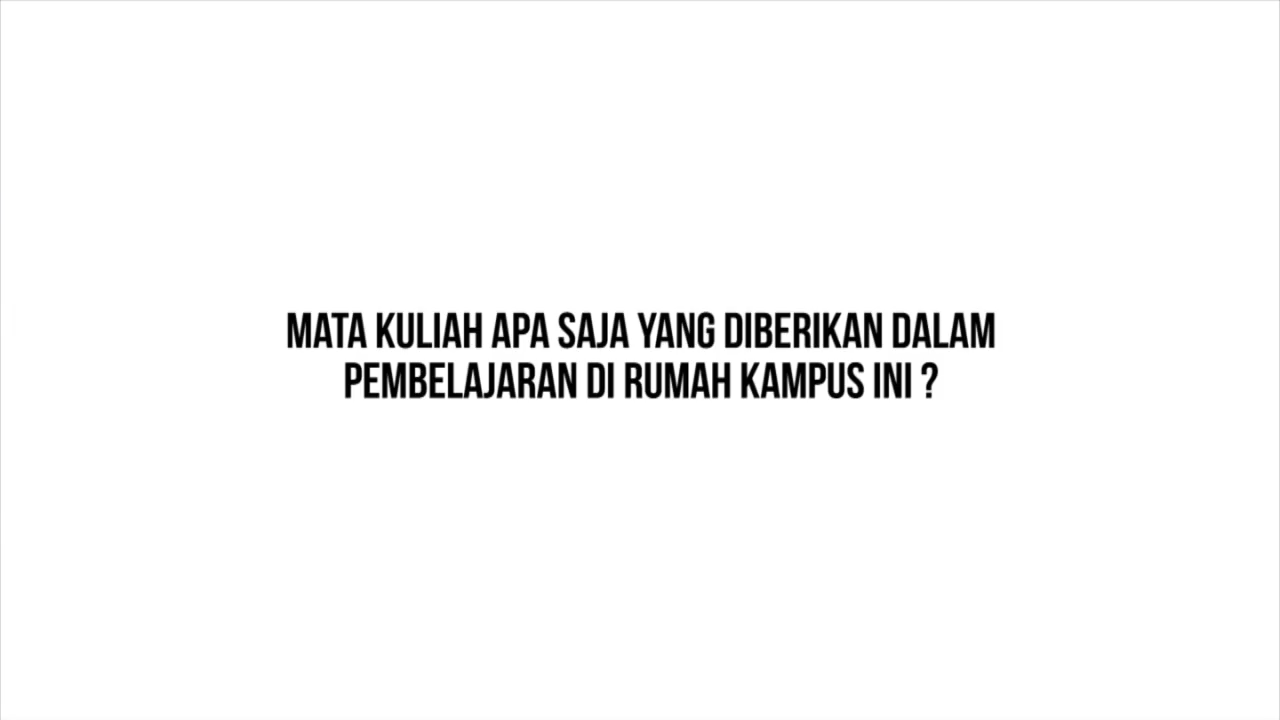 MATA KULIAH APA SAJA YANG DIBERIKAN DALAM
PEMBELAJARAN DI RUMAH KAMPUS INI ?